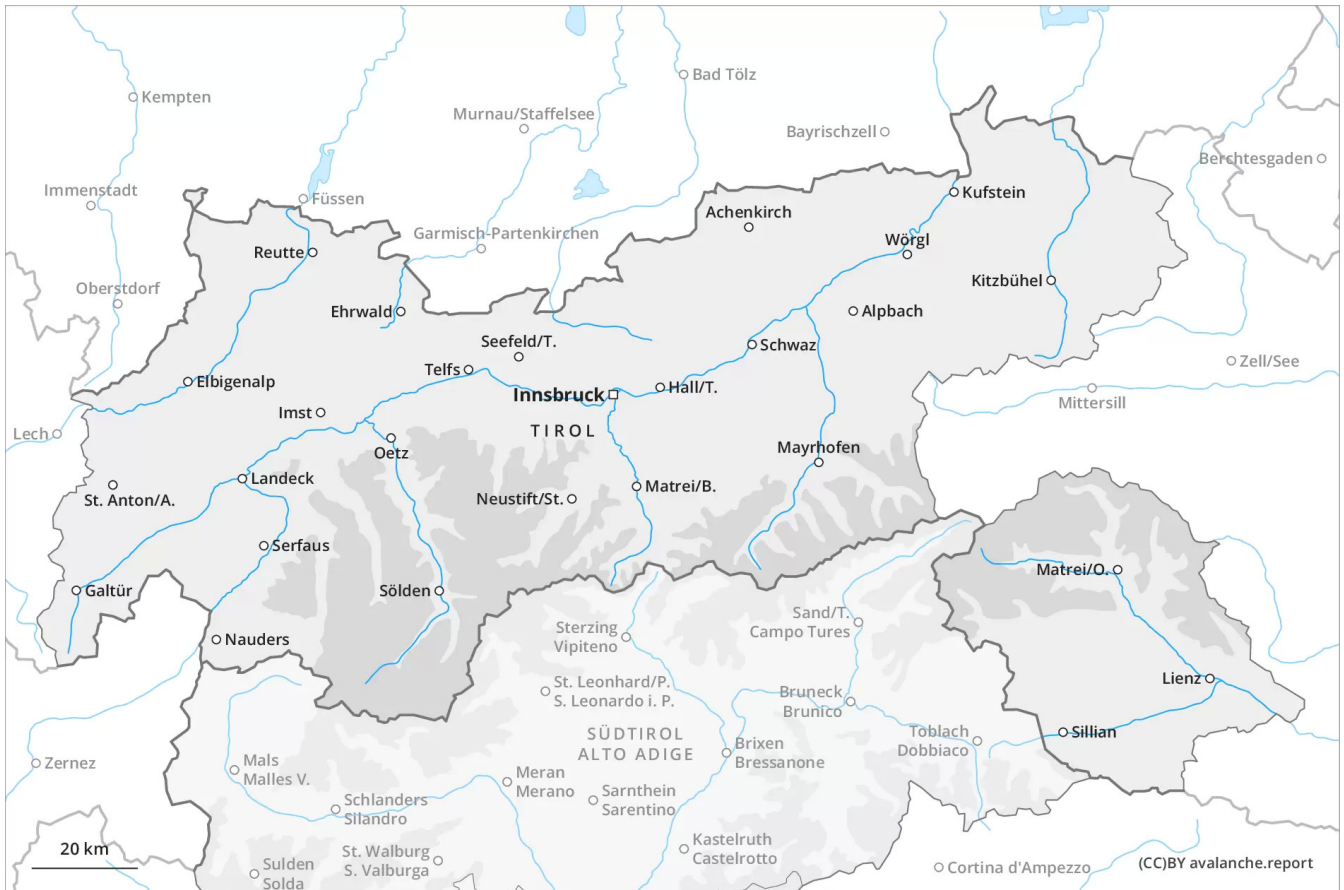 Bad Tölz
Kempten
Murnau/Staffelsee
Bayrischzell
Berchtesgaden
Immenstadt
Füssen
Kufstein
Achenkirch
Garmisch-Partenkirchen
Wörgl
Reutte
Kitzbühel
Oberstdorf
Ehrwald
Alpbach
Seefeld/T.
Schwaz
Zell/See
Telfs
Elbigenalp
Hall/T.
Innsbruck
Mittersill
Imst
Lech
TIROL
Oetz
Mayrhofen
Landeck
Matrei/B.
St. Anton/A.
Neustift/St.
Serfaus
Matrei/O.
Galtür
Sölden
Sand/T.
Campo Tures
Sterzing
Vipiteno
Nauders
Lienz
St. Leonhard/P.
S. Leonardo i. P.
Bruneck
Brunico
Sillian
Toblach
Dobbiaco
SÜDTIROL
ALTO ADIGE
Brixen
Bressanone
Zernez
Mals
Malles V.
Meran
Merano
Sarnthein
Sarentino
Schlanders
Silandro
Kastelruth
Castelrotto
20 km
St. Walburg
S. Valburga
Sulden
Solda
Cortina d'Ampezzo
(CC)BY avalanche.report